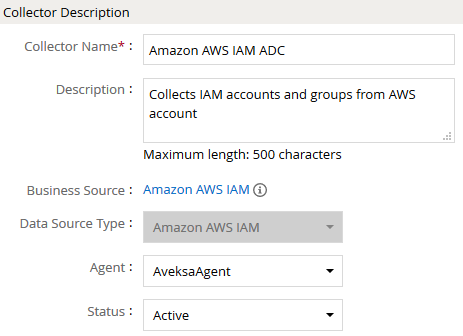 Collector Description
Collector Name* : Amazon AWS IAM ADC
Description : Collects IAM accounts and groups from AWS
account
Maximum length: 500 characters
Business Source : Amazon AWS IAM
Data Source Type : Amazon AWS IAM
Agent : AveksaAgent
Status : Active